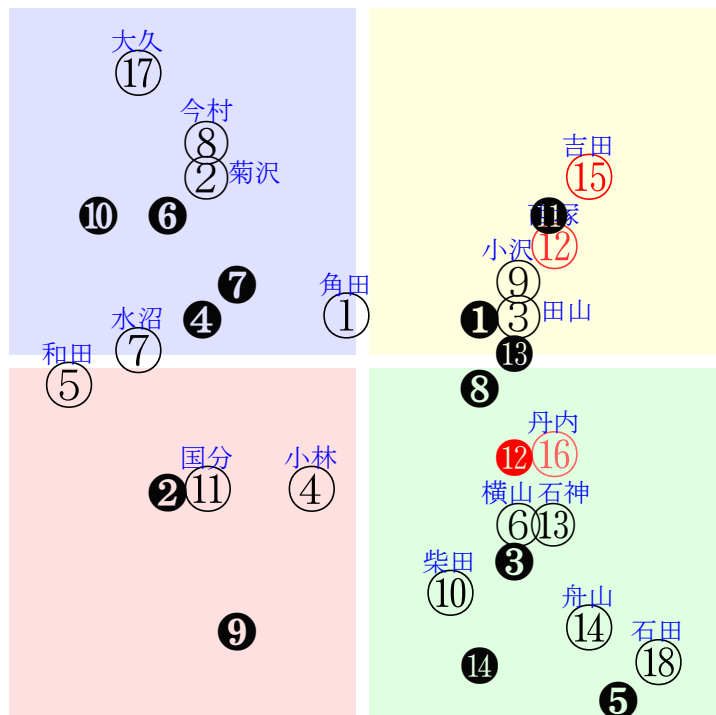 大久
⑰
今村
⑧
②菊沢
吉田
⑮
❿ ❻
⓫
⑫
小沢
⑨
❼
角田
①
水沼
❹
❶ ③田山
⑦
⓭
和田
⑤
❽
丹内
⓬ ⑯
国分
小林
❷ ⑪
④
横山 石神
⑥ ⑬
❸
柴田
⑩
舟山
⑭
❾
石田
⑱
⓮
❺